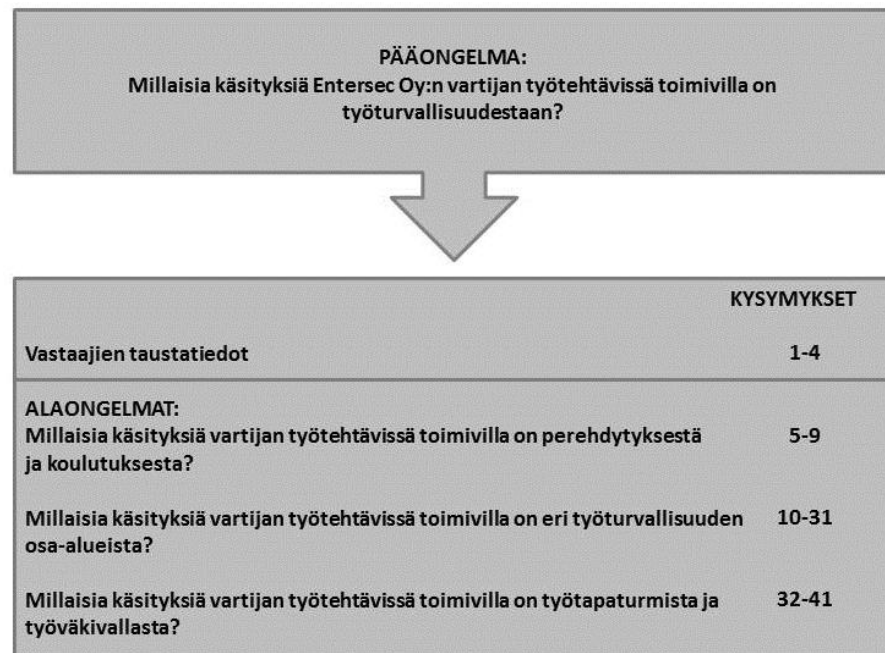 PÄÄONGELMA:
Millaisia käsityksiä Entersec Oy:n vartijan työtehtävissä toimivilla on
työturvallisuudestaan?
KYSYMYKSET
Vastaajien taustatiedot 1-4
ALAONGELMAT:
Millaisia käsityksiä vartijan työtehtävissä toimivilla on perehdytyksestä 5-9
ja koulutuksesta?
Millaisia käsityksiä vartijan työtehtävissä toimivilla on eri työturvallisuuden 10-31
osa-alueista?
Millaisia käsityksiä vartijan työtehtävissä toimivilla on työtapaturmista ja 32-41
työväkivallasta?